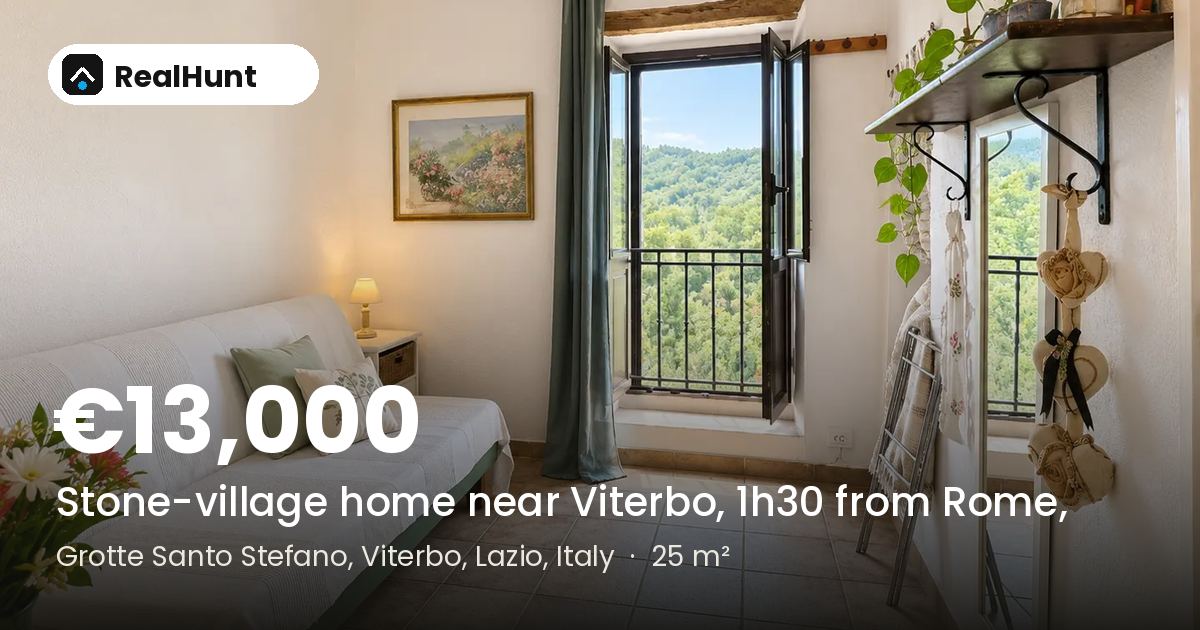 RealHunt
€13,000
Stone-village home near Viterbo, 1h30 from Rome,
Grotte Santo Stefano, Viterbo, Lazio, Italy · 25 m²